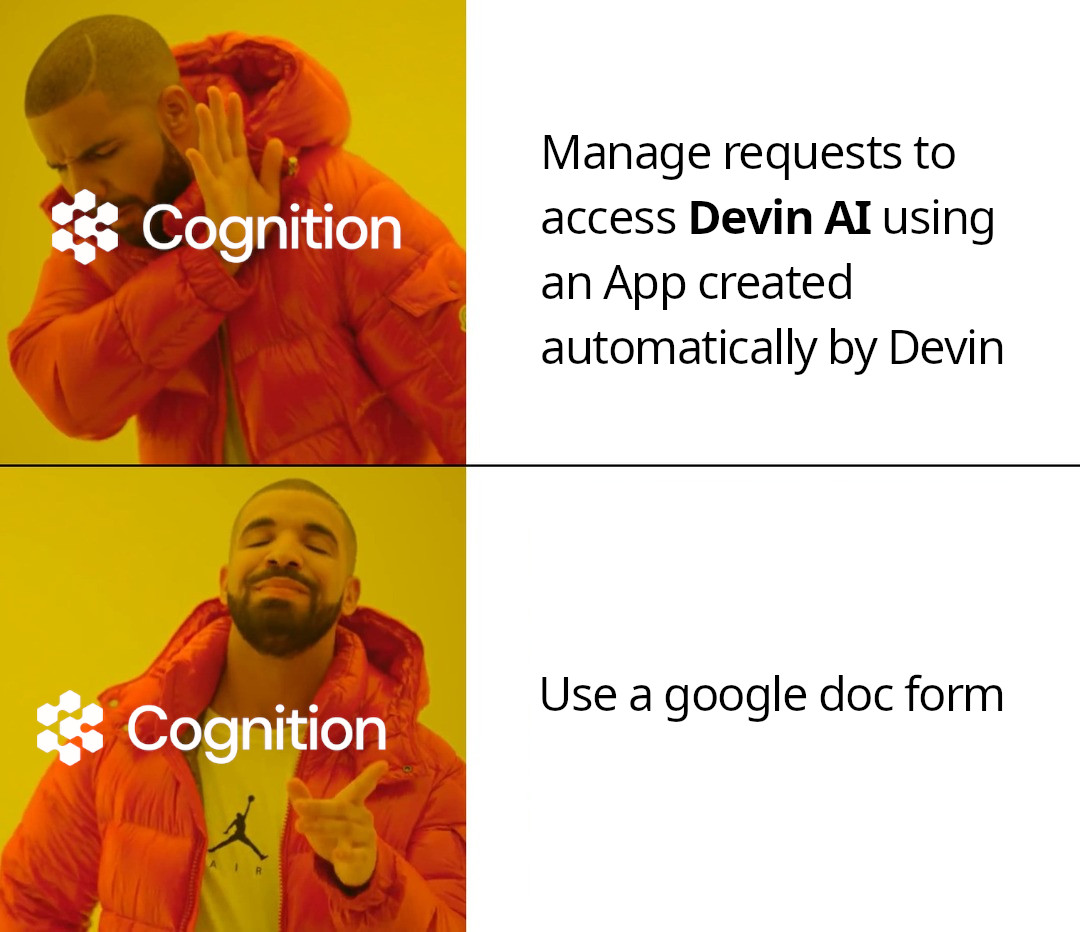 Cognition
Manage requests to
access Devin AI using
an App created
automatically by Devin
Cognition
Use a google doc form
A I R